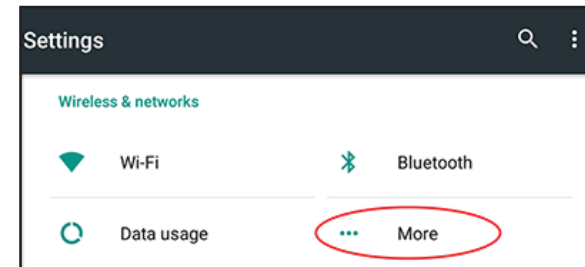 Settings
Wireless & networks
Wi-Fi
Bluetooth
Data usage
More